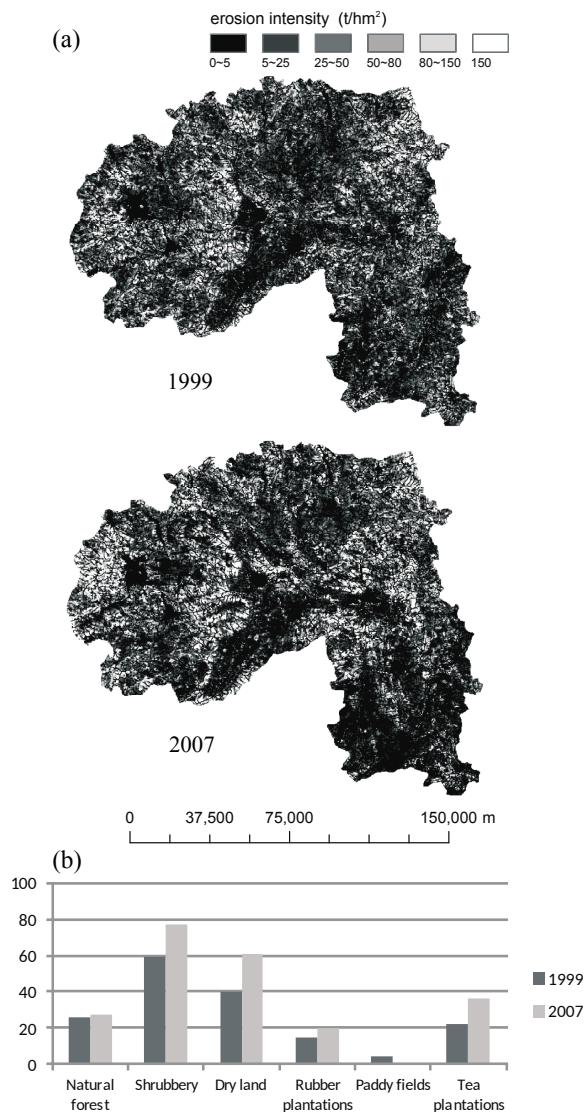 (a)
erosion intensity (t/hm²)
0~5 5~25 25~50 50~80 80~150 150
1999
2007
0 37,500 75,000 150,000 m
(b)
100
80
60
40
20
0
1999
2007
Natural forest
Shrubbery
Dry land
Rubber plantations
Paddy fields
Tea plantations